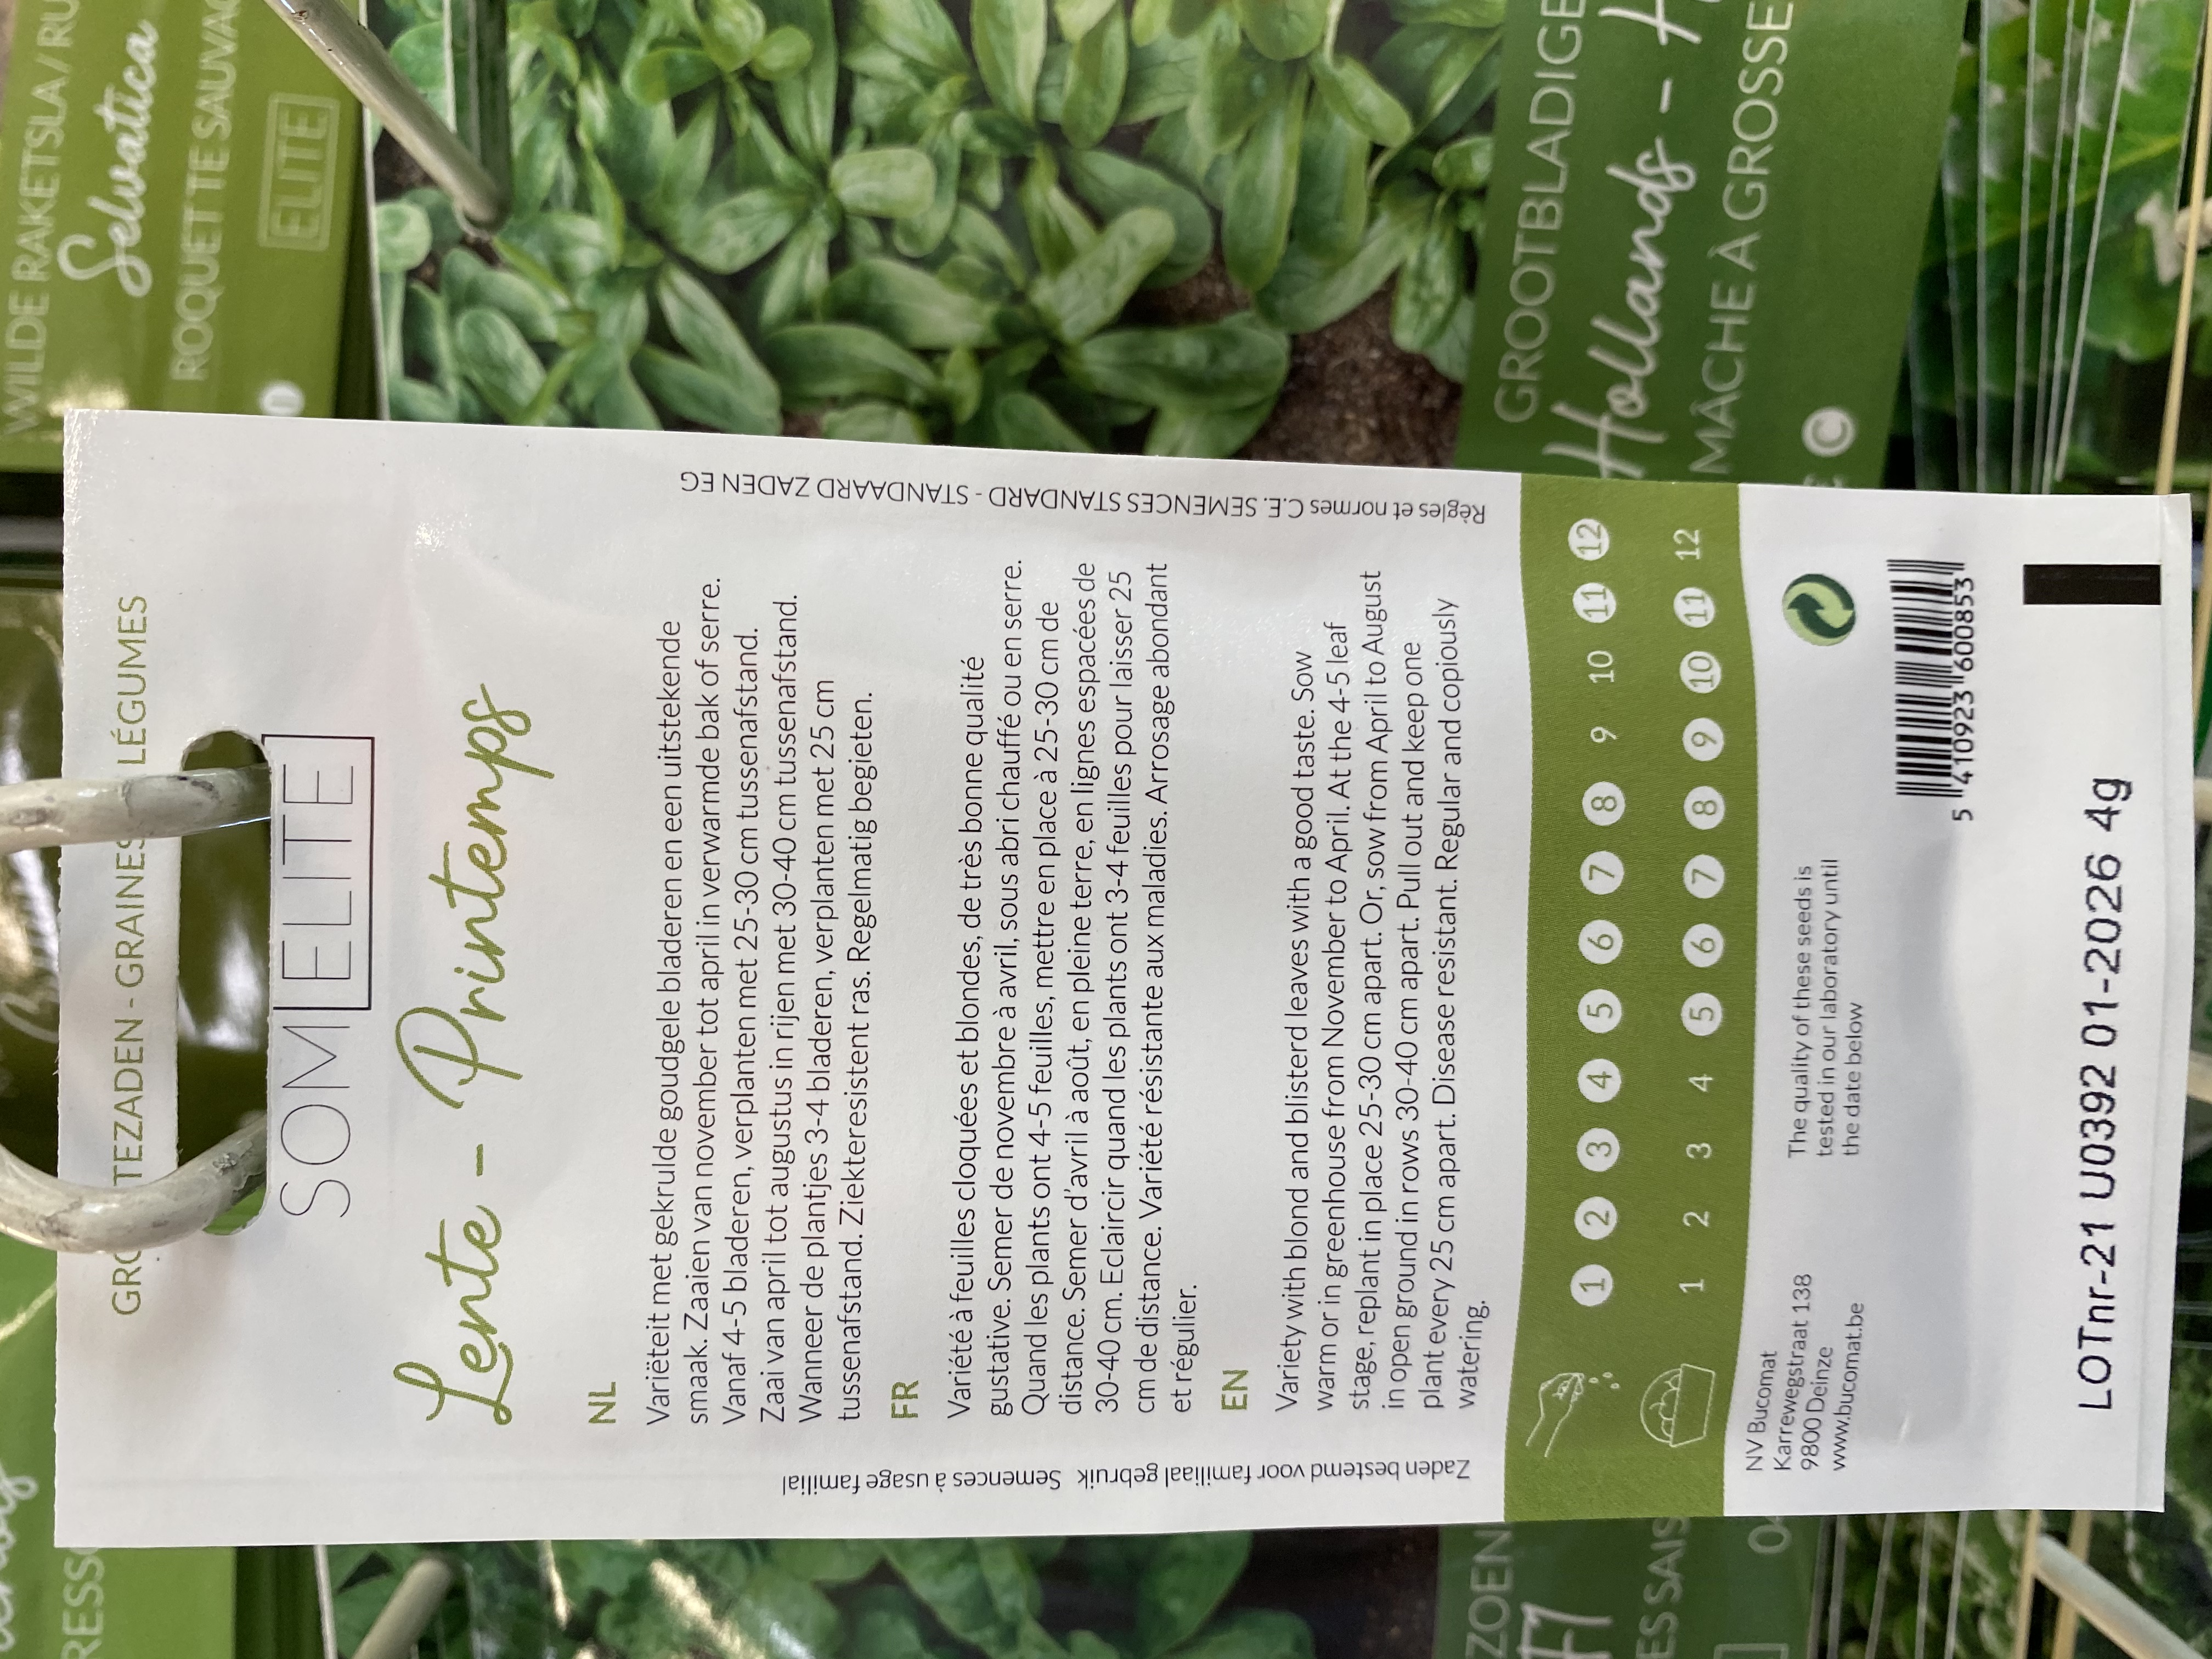 WILDE RAKETSLA / RU
Selvatica
ROQUETTE SAUVAG
ELITE
GROOTBLADIGE
Hollands -
MÂCHE À GROSSE
C
GRO TEZADEN - GRAINES LÉGUMES
SOM ELITE
Lente - Printemps
NL
Variëteit met gekrulde goudgele bladeren en een uitstekende
smaak. Zaaien van november tot april in verwarmde bak of serre.
Vanaf 4-5 bladeren, verplanten met 25-30 cm tussenafstand.
Zaai van april tot augustus in rijen met 30-40 cm tussenafstand.
Wanneer de plantjes 3-4 bladeren, verplanten met 25 cm
tussenafstand. Ziekteresistent ras. Regelmatig begieten.
FR
Variété à feuilles cloquées et blondes, de très bonne qualité
gustative. Semer de novembre à avril, sous abri chauffé ou en serre.
Quand les plants ont 4-5 feuilles, mettre en place à 25-30 cm de
distance. Semer d'avril à août, en pleine terre, en lignes espacées de
30-40 cm. Eclaircir quand les plants ont 3-4 feuilles pour laisser 25
cm de distance. Variété résistante aux maladies. Arrosage abondant
et régulier.
EN
Variety with blond and blisterd leaves with a good taste. Sow
warm or in greenhouse from November to April. At the 4-5 leaf
stage, replant in place 25-30 cm apart. Or, sow from April to August
in open ground in rows 30-40 cm apart. Pull out and keep one
plant every 25 cm apart. Disease resistant. Regular and copiously
watering.
Règles et normes C.E. SEMENCES STANDARD - STANDAARD ZADEN EG
Zaden bestemd voor familiaal gebruik Semences à usage familial
1 2 3 4 5 6 7 8 9 10 11 12
1 2 3 4 5 6 7 8 9 10 11 12
NV Bucomat
Karrewegstraat 138
9800 Deinze
www.bucomat.be
The quality of these seeds is
tested in our laboratory until
the date below
5 410923 600853
LOTnr-21 U0392 01-2026 4g
RESS
ZOEN
F1
ES SAIS